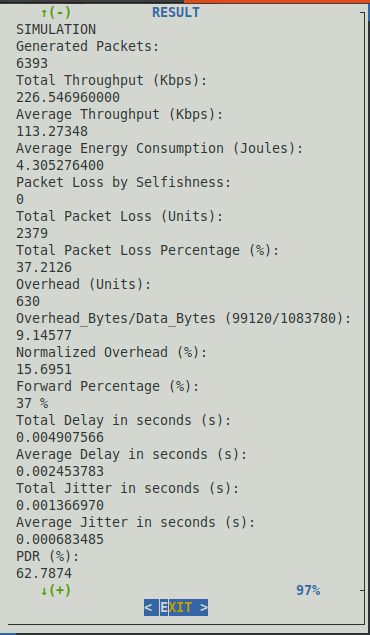 ↑(-) RESULT
SIMULATION
Generated Packets:
6393
Total Throughput (Kbps):
226.546960000
Average Throughput (Kbps):
113.27348
Average Energy Consumption (Joules):
4.305276400
Packet Loss by Selfishness:
0
Total Packet Loss (Units):
2379
Total Packet Loss Percentage (%):
37.2126
Overhead (Units):
630
Overhead_Bytes/Data_Bytes (99120/1083780):
9.14577
Normalized Overhead (%):
15.6951
Forward Percentage (%):
37 %
Total Delay in seconds (s):
0.004907566
Average Delay in seconds (s):
0.002453783
Total Jitter in seconds (s):
0.001366970
Average Jitter in seconds (s):
0.000683485
PDR (%):
62.7874
↓(+) 97%
< EXIT >